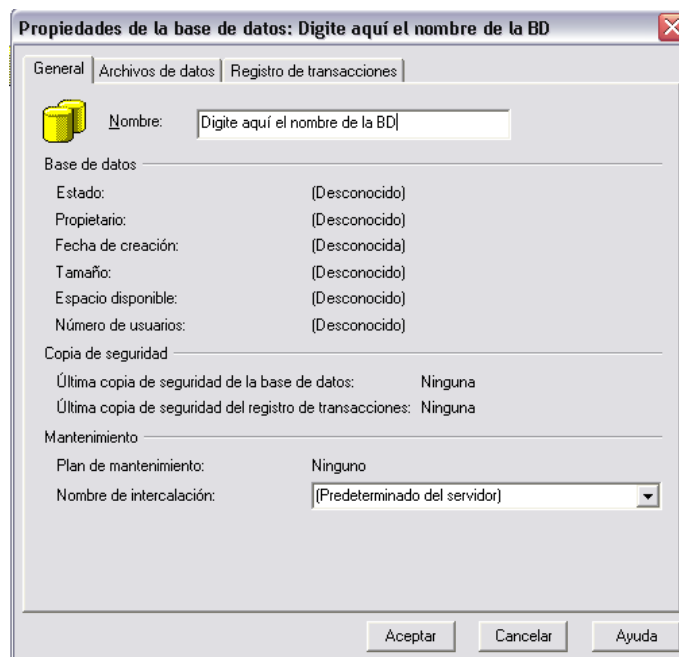 Propiedades de la base de datos: Digite aquí el nombre de la BD
General Archivos de datos Registro de transacciones
Nombre: Digite aquí el nombre de la BD
Base de datos
Estado: (Desconocido)
Propietario: (Desconocido)
Fecha de creación: (Desconocida)
Tamaño: (Desconocido)
Espacio disponible: (Desconocido)
Número de usuarios: (Desconocido)
Copia de seguridad
Última copia de seguridad de la base de datos: Ninguna
Última copia de seguridad del registro de transacciones: Ninguna
Mantenimiento
Plan de mantenimiento: Ninguno
Nombre de intercalación: (Predeterminado del servidor)
Aceptar Cancelar Ayuda